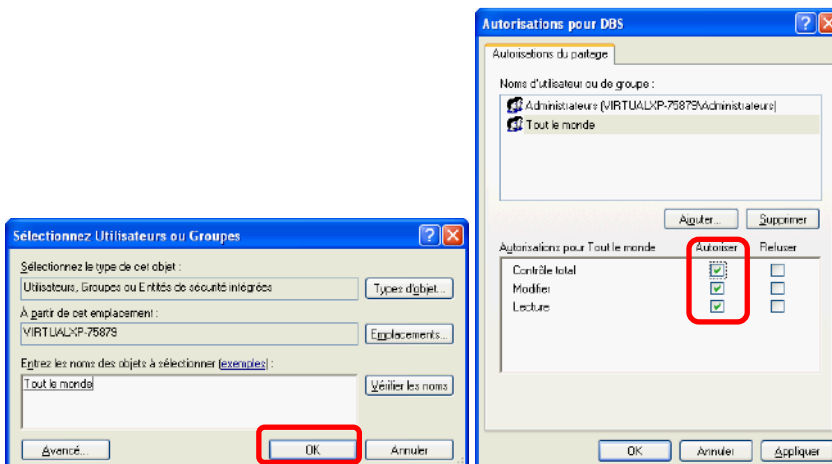 Sélectionnez Utilisateurs ou Groupes
Sélectionnez le type de cet objet :
Utilisateurs, Groupes ou Entités de sécurité intégrées
Types d'objet...
À partir de cet emplacement :
VIRTUALXP-75879
Emplacements...
Entrez les noms des objets à sélectionner (exemples) :
Tout le monde
Vérifier les noms
Avancé...
OK
Annuler
Autorisations pour DBS
Autorisations du partage
Noms d'utilisateur ou de groupe :
Administrateurs (VIRTUALXP-75879\Administrateurs)
Tout le monde
Ajouter...
Supprimer
Autorisations pour Tout le monde
Autoriser
Refuser
Contrôle total
Modifier
Lecture
OK
Annuler
Appliquer